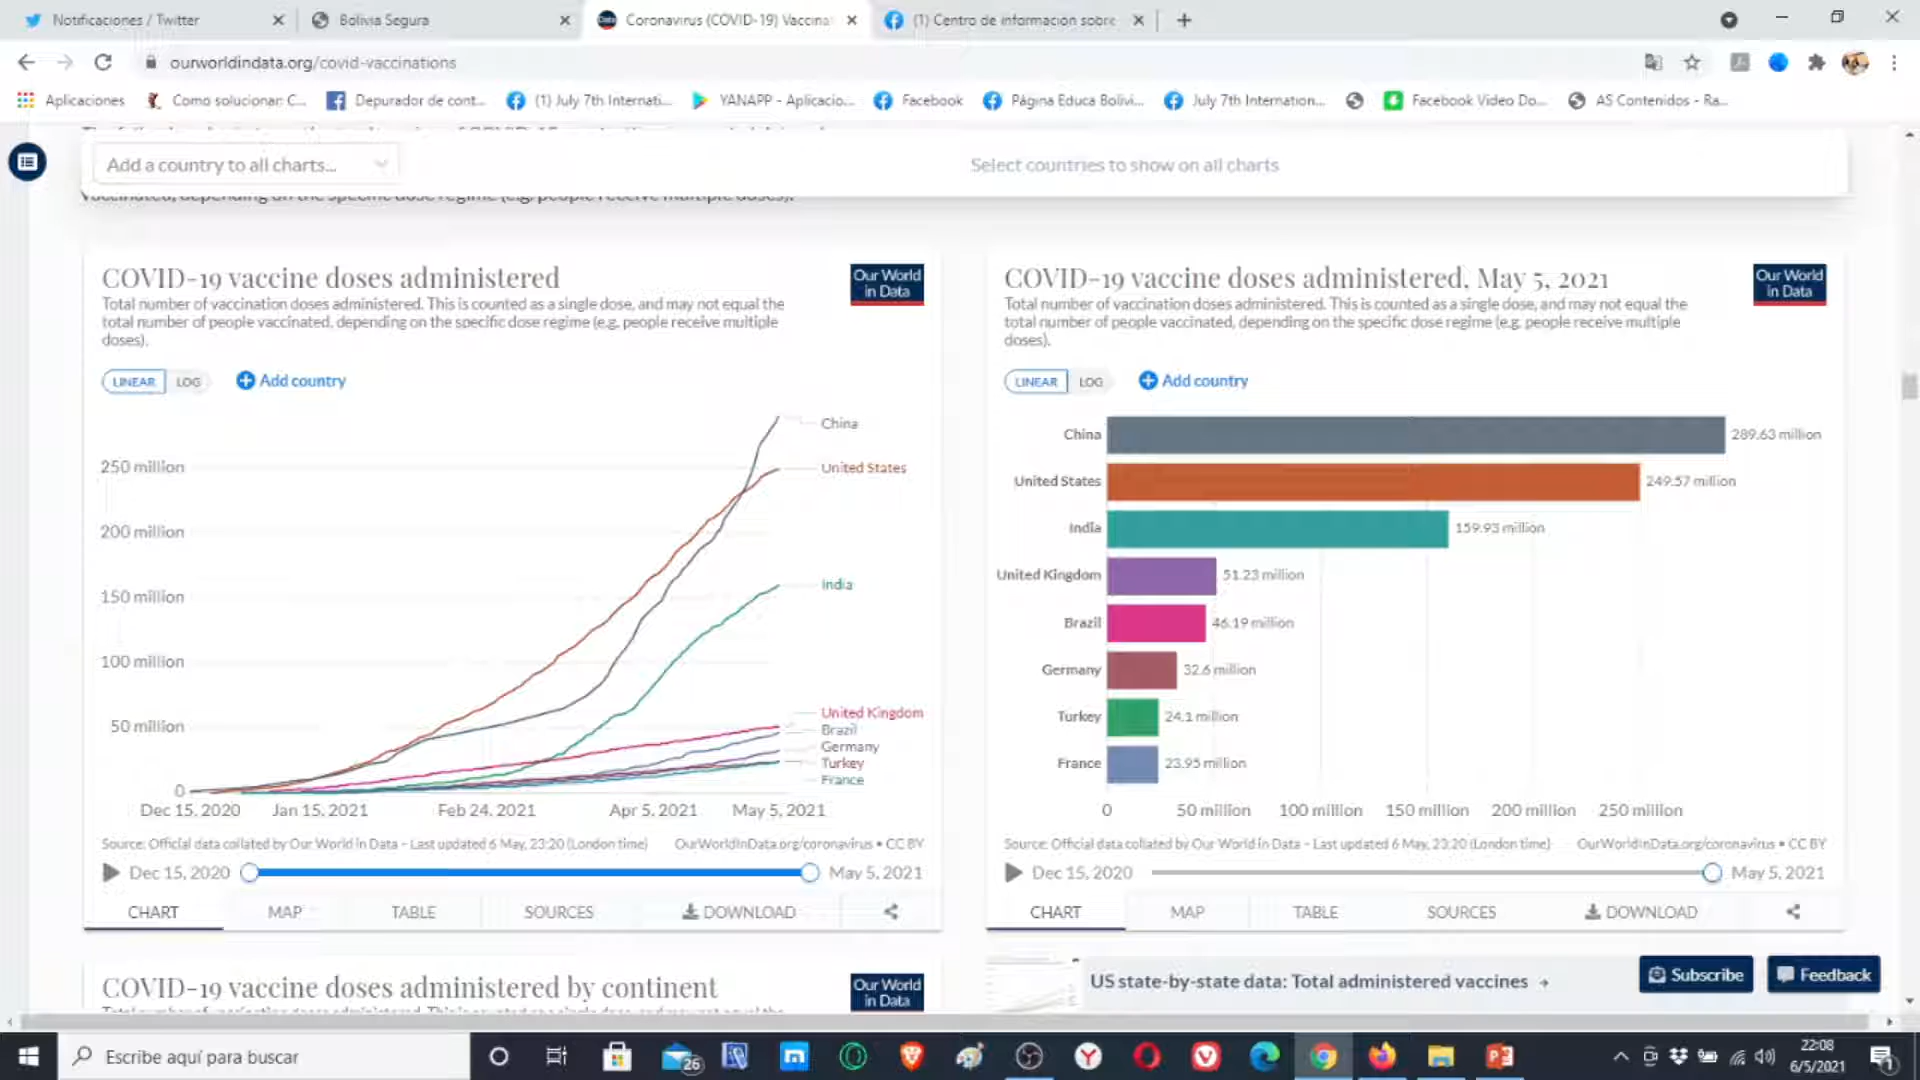 Notificaciones / Twitter
Bolivia Segura
Coronavirus (COVID-19) Vaccina
(1) Centro de información sobre
ourworldindata.org/covid-vaccinations
Aplicaciones
Como solucionar: C...
Depurador de cont...
(1) July 7th Internati...
YANAPP - Aplicacio...
Facebook
Página Educa Bolivi...
July 7th Internation...
Facebook Video Do...
AS Contenidos - Ra...
Add a country to all charts...
Select countries to show on all charts
vaccinated, depending on the specific dose regime (e.g. people receive multiple doses).
COVID-19 vaccine doses administered
Our World
in Data
Total number of vaccination doses administered. This is counted as a single dose, and may not equal the
total number of people vaccinated, depending on the specific dose regime (e.g. people receive multiple
doses).
LINEAR LOG
Add country
China
250 million
United States
200 million
150 million
India
100 million
50 million
United Kingdom
Brazil
Germany
Turkey
France
0
Dec 15, 2020 Jan 15, 2021 Feb 24, 2021 Apr 5, 2021 May 5, 2021
Source: Official data collated by Our World in Data – Last updated 6 May, 23:20 (London time) OurWorldInData.org/coronavirus • CC BY
Dec 15, 2020 May 5, 2021
CHART MAP TABLE SOURCES DOWNLOAD
COVID-19 vaccine doses administered, May 5, 2021
Our World
in Data
Total number of vaccination doses administered. This is counted as a single dose, and may not equal the
total number of people vaccinated, depending on the specific dose regime (e.g. people receive multiple
doses).
LINEAR LOG
Add country
China 289.63 million
United States 249.57 million
India 159.93 million
United Kingdom 51.23 million
Brazil 46.19 million
Germany 32.6 million
Turkey 24.1 million
France 23.95 million
0 50 million 100 million 150 million 200 million 250 million
Source: Official data collated by Our World in Data – Last updated 6 May, 23:20 (London time) OurWorldInData.org/coronavirus • CC BY
Dec 15, 2020 May 5, 2021
CHART MAP TABLE SOURCES DOWNLOAD
COVID-19 vaccine doses administered by continent
Our World
in Data
US state-by-state data: Total administered vaccines →
Subscribe
Feedback
Escribe aquí para buscar
26
22:08
6/5/2021
1